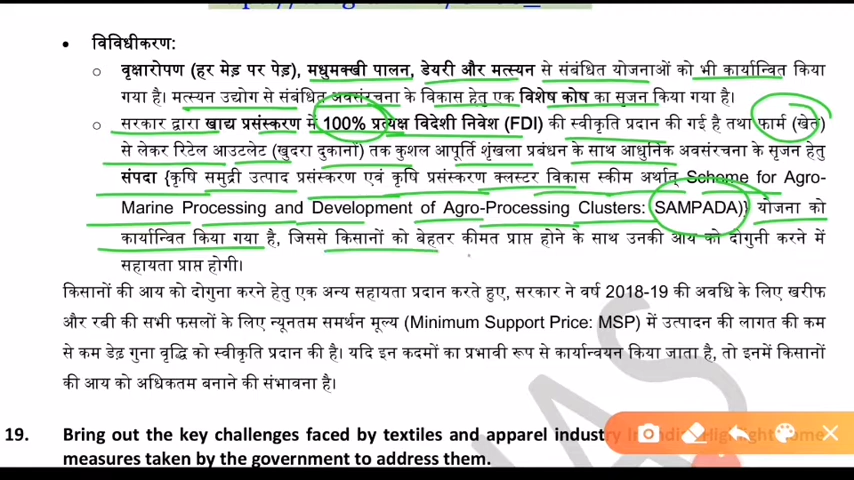 • विविधीकरण:
○ वृक्षारोपण (हर मेड़ पर पेड़), मधुमक्खी पालन, डेयरी और मत्स्यन से संबंधित योजनाओं को भी कार्यान्वित किया
गया है। मत्स्यन उद्योग से संबंधित अवसंरचना के विकास हेतु एक विशेष कोष का सृजन किया गया है।
○ सरकार द्वारा खाद्य प्रसंस्करण में 100% प्रत्यक्ष विदेशी निवेश (FDI) की स्वीकृति प्रदान की गई है तथा फार्म (खेत)
से लेकर रिटेल आउटलेट (खुदरा दुकानों) तक कुशल आपूर्ति शृंखला प्रबंधन के साथ आधुनिक अवसंरचना के सृजन हेतु
संपदा {कृषि समुद्री उत्पाद प्रसंस्करण एवं कृषि प्रसंस्करण क्लस्टर विकास स्कीम अर्थात् Scheme for Agro-
Marine Processing and Development of Agro-Processing Clusters: SAMPADA)} योजना को
कार्यान्वित किया गया है, जिससे किसानों को बेहतर कीमत प्राप्त होने के साथ उनकी आय को दोगुनी करने में
सहायता प्राप्त होगी।
किसानों की आय को दोगुना करने हेतु एक अन्य सहायता प्रदान करते हुए, सरकार ने वर्ष 2018-19 की अवधि के लिए खरीफ
और रबी की सभी फसलों के लिए न्यूनतम समर्थन मूल्य (Minimum Support Price: MSP) में उत्पादन की लागत की कम
से कम डेढ़ गुना वृद्धि को स्वीकृति प्रदान की है। यदि इन कदमों का प्रभावी रूप से कार्यान्वयन किया जाता है, तो इनमें किसानों
की आय को अधिकतम बनाने की संभावना है।
19. Bring out the key challenges faced by textiles and apparel industry
measures taken by the government to address them.